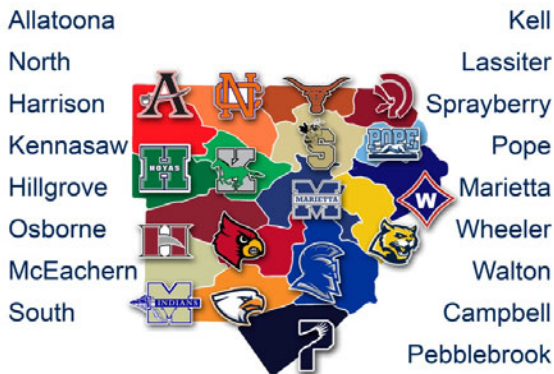 Allatoona
North
Harrison
Kennasaw
Hillgrove
Osborne
McEachern
South
A
NC
S
POPE
H
HOYAS
MARIETTA
W
H
M
INDIANS
P
Kell
Lassiter
Sprayberry
Pope
Marietta
Wheeler
Walton
Campbell
Pebblebrook